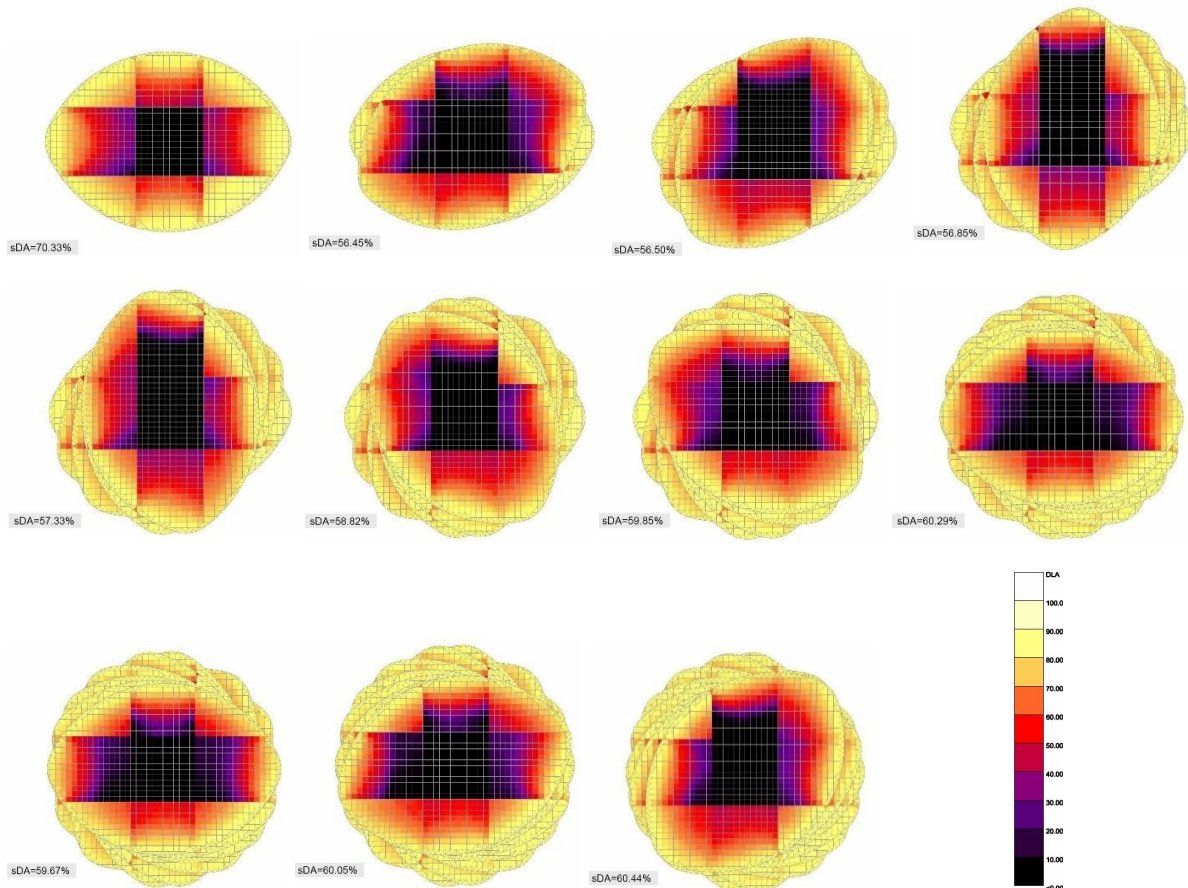 sDA=70.33%
sDA=56.45%
sDA=56.50%
sDA=56.85%
sDA=57.33%
sDA=58.82%
sDA=59.85%
sDA=60.29%
DLA
100.0
90.00
80.00
70.00
60.00
50.00
40.00
30.00
20.00
10.00
<0.00
sDA=59.67%
sDA=60.05%
sDA=60.44%